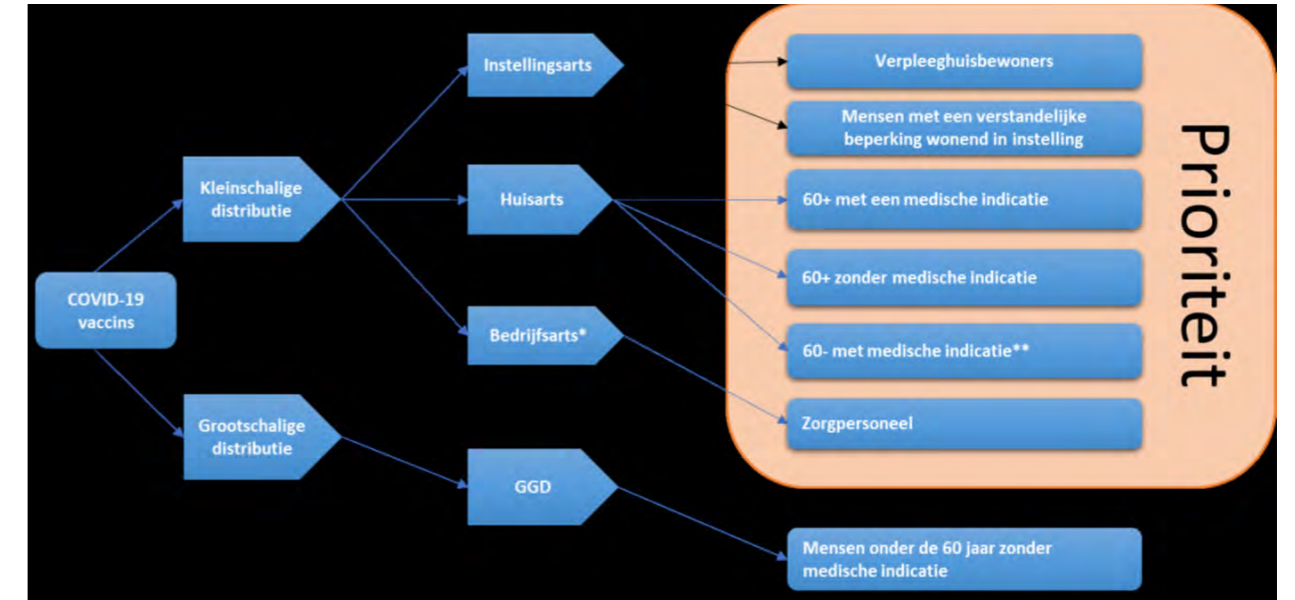 COVID-19
vaccins
Kleinschalige
distributie
Grootschalige
distributie
Instellingsarts
Huisarts
Bedrijfsarts*
GGD
Verpleeghuisbewoners
Mensen met een verstandelijke
beperking wonend in instelling
60+ met een medische indicatie
60+ zonder medische indicatie
60- met medische indicatie**
Zorgpersoneel
Mensen onder de 60 jaar zonder
medische indicatie
Prioriteit